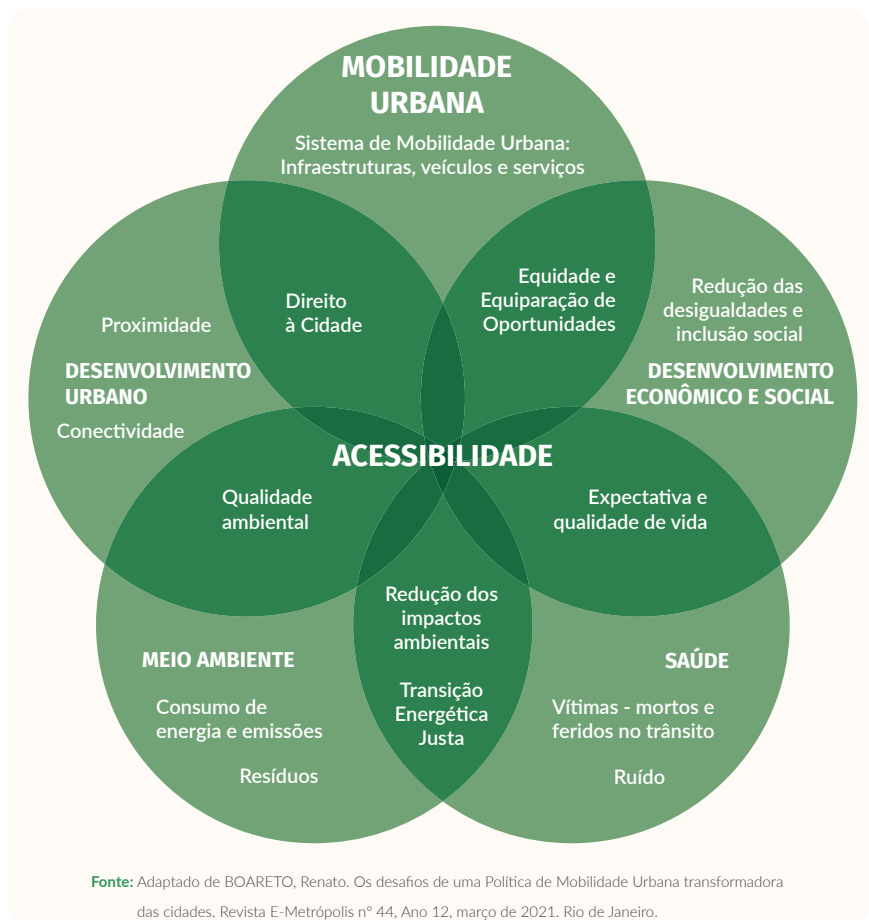 MOBILIDADE
URBANA
Sistema de Mobilidade Urbana:
Infraestruturas, veículos e serviços
Direito
à Cidade
Equidade e
Equiparação de
Oportunidades
Proximidade
DESENVOLVIMENTO
URBANO
Conectividade
Redução das
desigualdades e
inclusão social
DESENVOLVIMENTO
ECONÔMICO E SOCIAL
ACESSIBILIDADE
Qualidade
ambiental
Expectativa e
qualidade de vida
Redução dos
impactos
ambientais
Transição
Energética
Justa
MEIO AMBIENTE
Consumo de
energia e emissões
Resíduos
SAÚDE
Vítimas - mortos e
feridos no trânsito
Ruído
Fonte: Adaptado de BOARETO, Renato. Os desafios de uma Política de Mobilidade Urbana transformadora
das cidades. Revista E-Metrópolis nº 44, Ano 12, março de 2021. Rio de Janeiro.